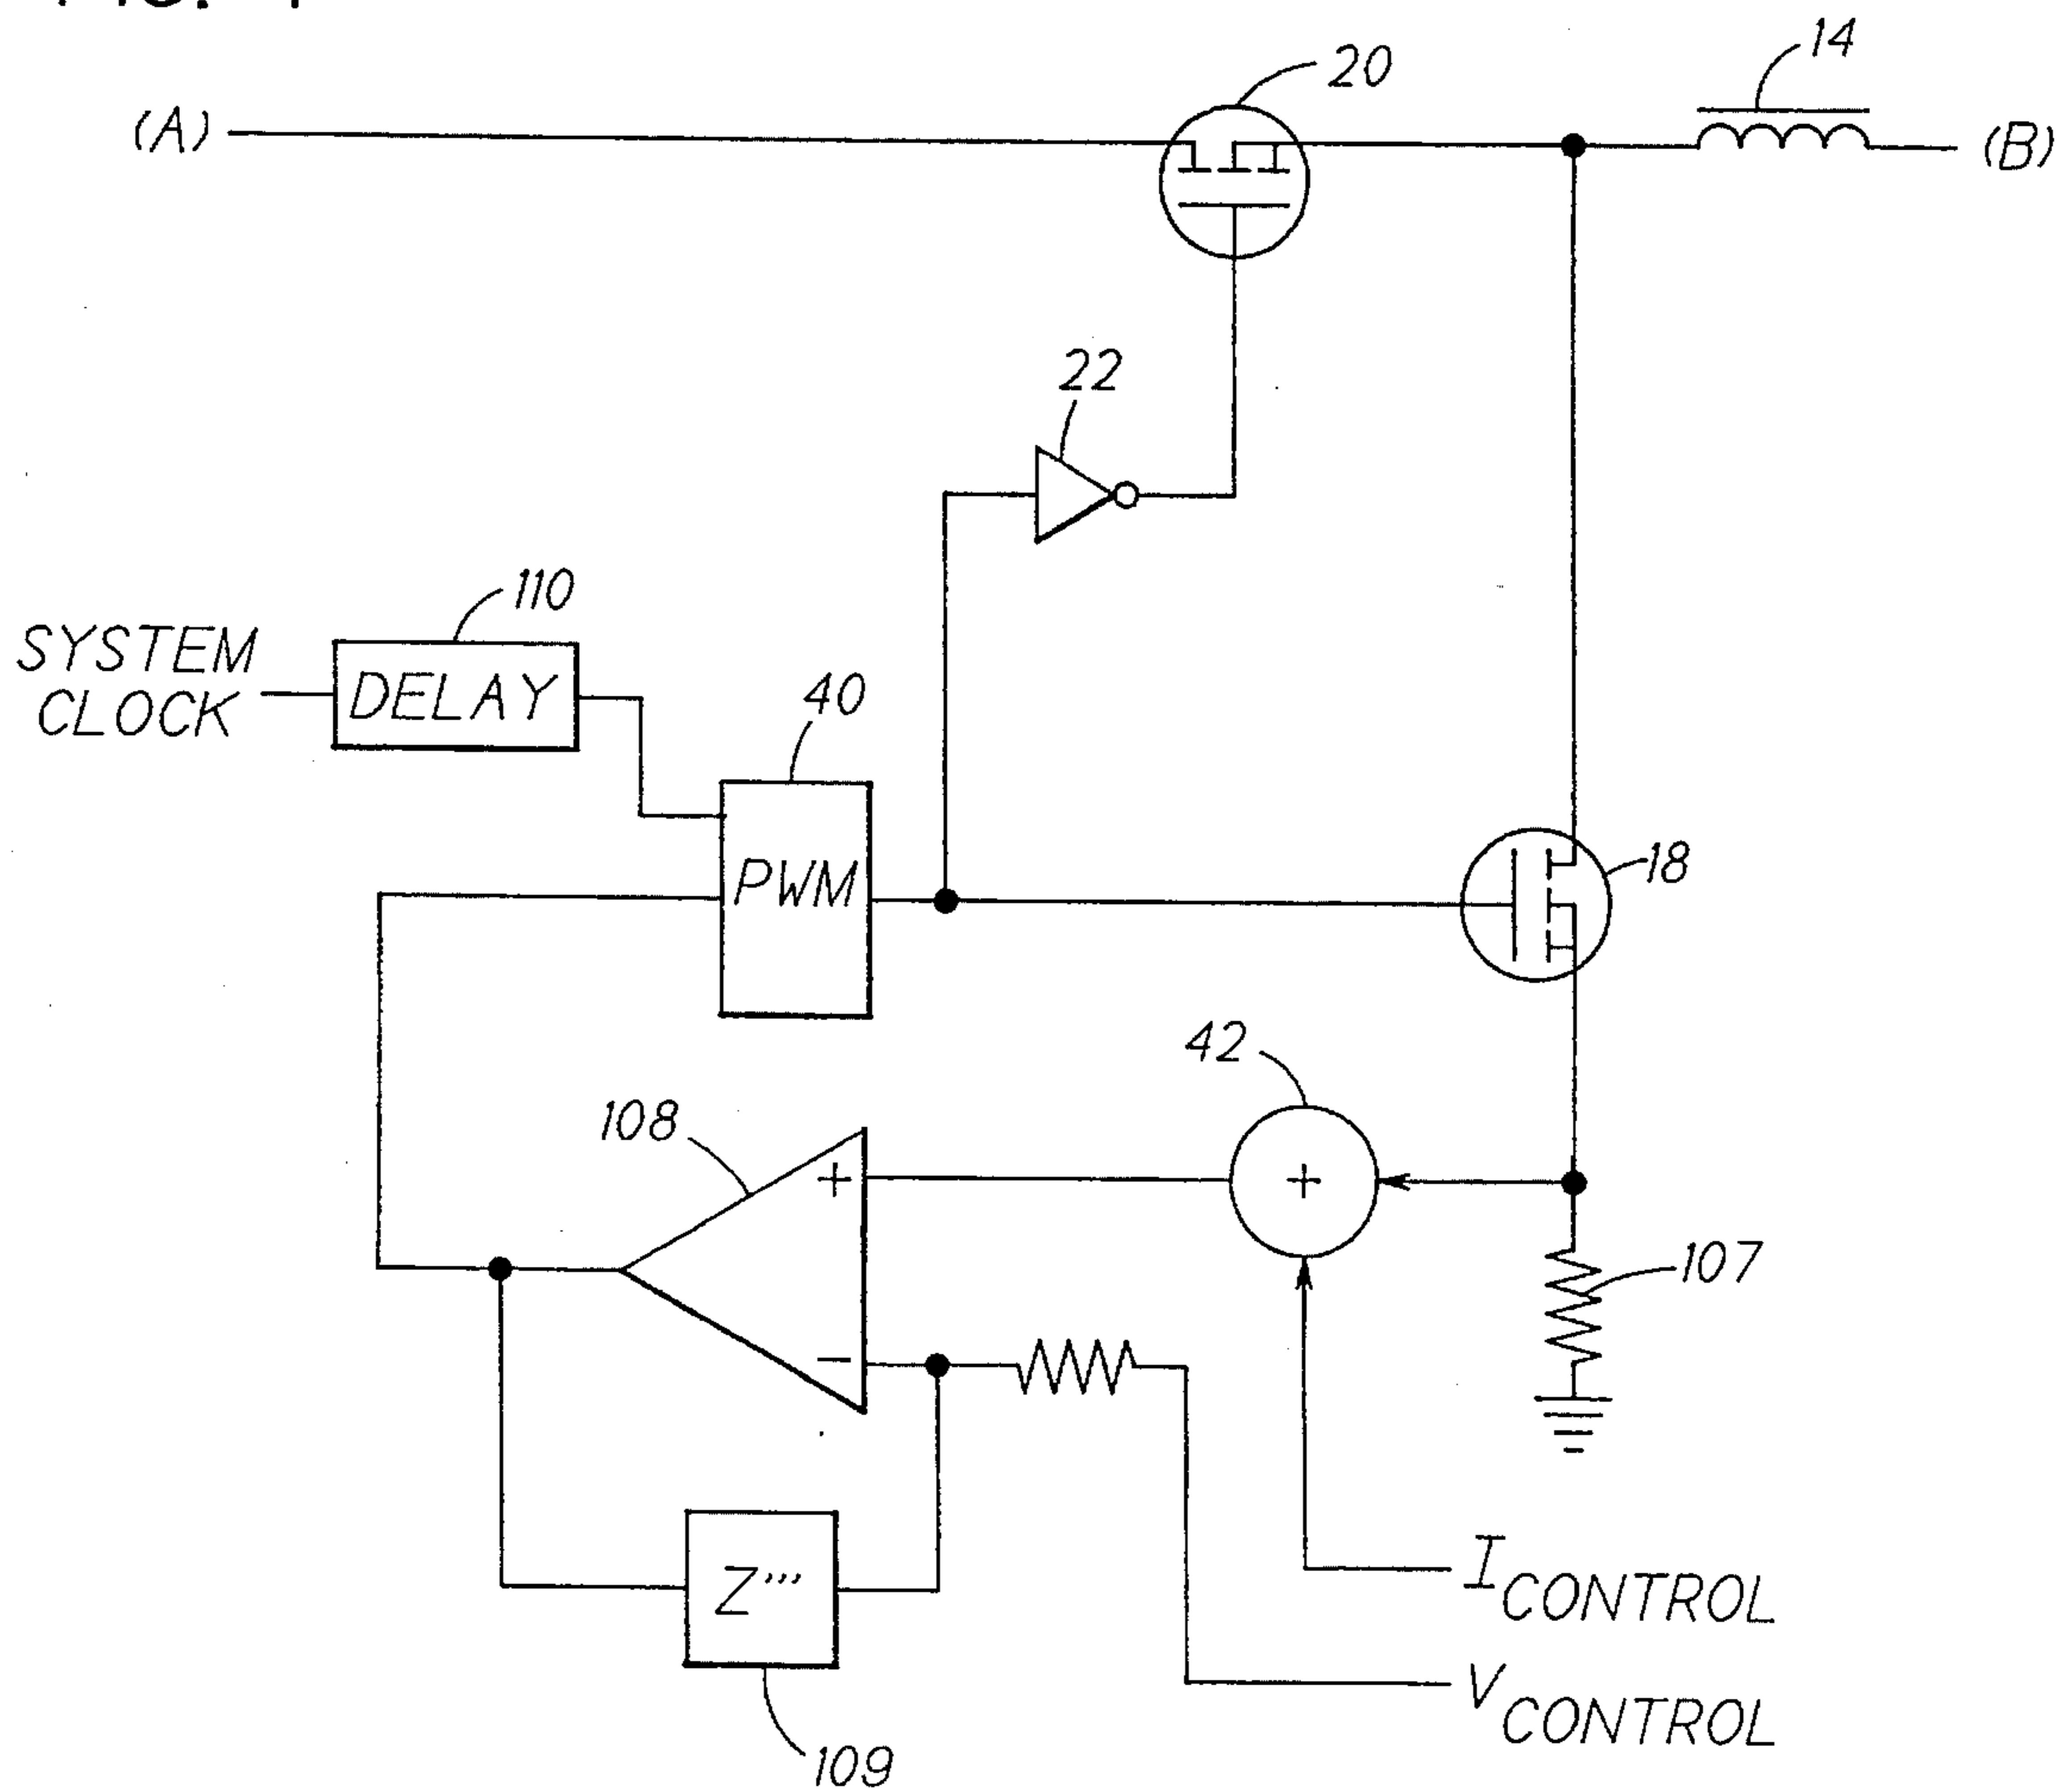 20
14
(A)
(B)
22
110
SYSTEM
CLOCK
DELAY
40
PWM
18
42
108
+
+
107
−
Z'''
I CONTROL
V CONTROL
109